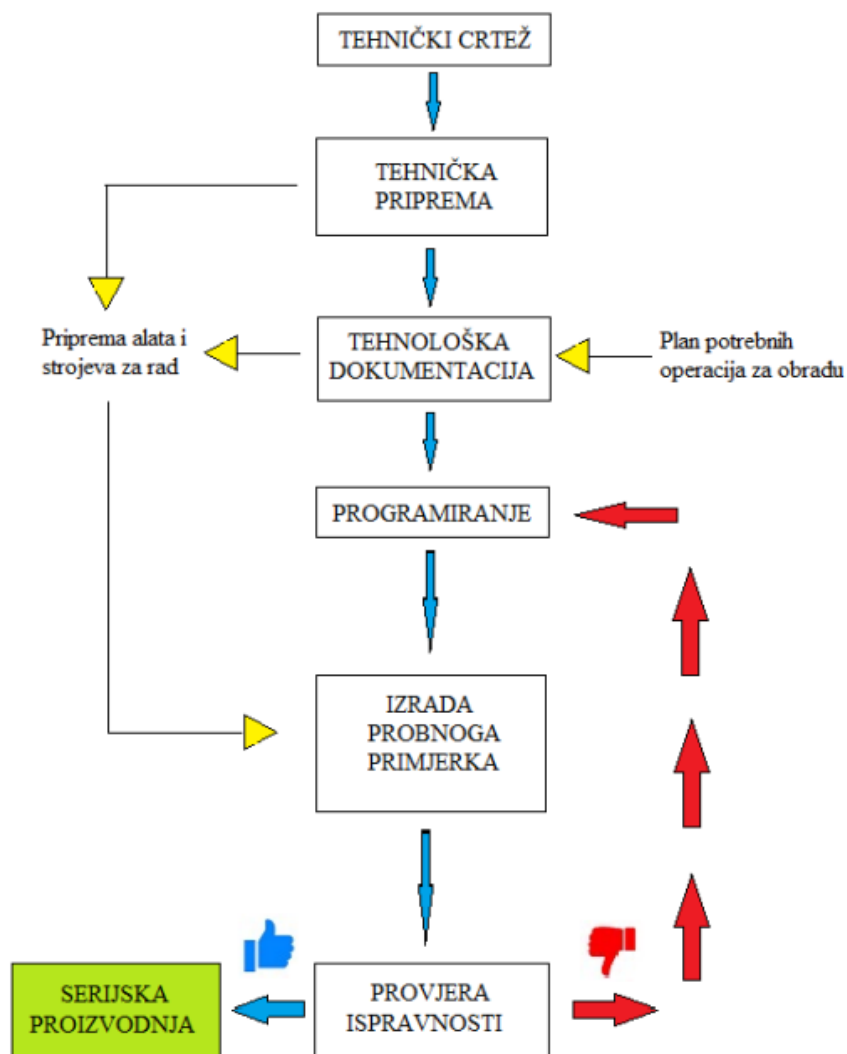 TEHNIČKI CRTEŽ
TEHNIČKA
PRIPREMA
Priprema alata i
strojeva za rad
TEHNOLOŠKA
DOKUMENTACIJA
Plan potrebnih
operacija za obradu
PROGRAMIRANJE
IZRADA
PROBNOGA
PRIMJERKA
SERIJSKA
PROIZVODNJA
PROVJERA
ISPRAVNOSTI